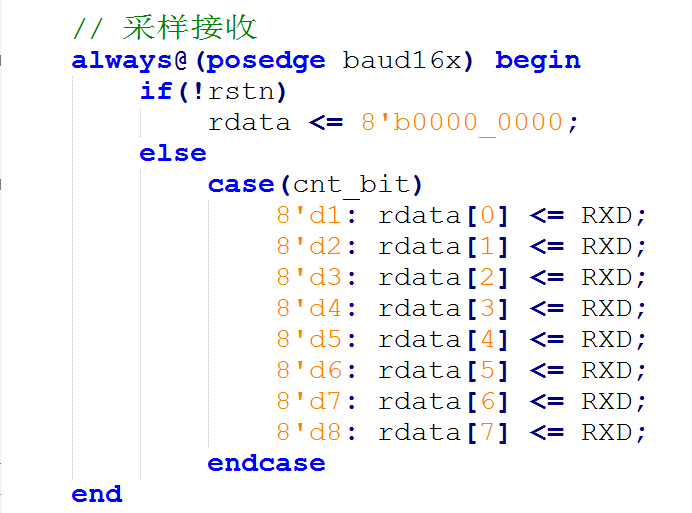 // 采样接收
always@(posedge baud16x) begin
if(!rstn)
rdata <= 8'b0000_0000;
else
case(cnt_bit)
8'd1: rdata[0] <= RXD;
8'd2: rdata[1] <= RXD;
8'd3: rdata[2] <= RXD;
8'd4: rdata[3] <= RXD;
8'd5: rdata[4] <= RXD;
8'd6: rdata[5] <= RXD;
8'd7: rdata[6] <= RXD;
8'd8: rdata[7] <= RXD;
endcase
end